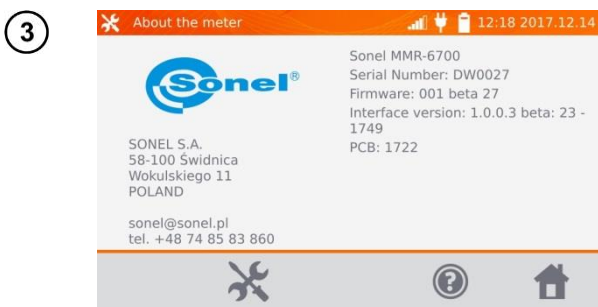 3
About the meter
12:18 2017.12.14
Sonel®
SONEL S.A.
58-100 Świdnica
Wokulskiego 11
POLAND
sonel@sonel.pl
tel. +48 74 85 83 860
Sonel MMR-6700
Serial Number: DW0027
Firmware: 001 beta 27
Interface version: 1.0.0.3 beta: 23 -
1749
PCB: 1722
?